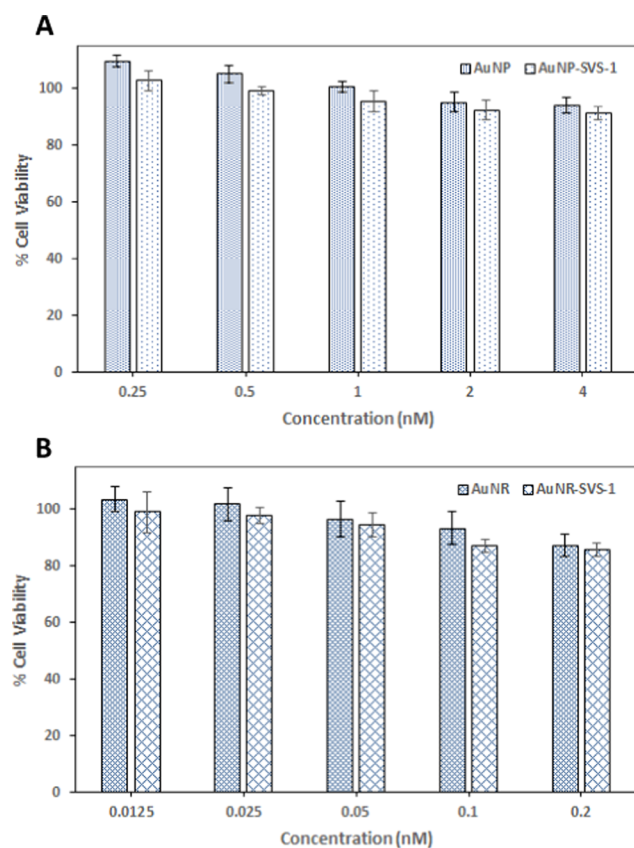 A
AuNP AuNP-SVS-1
100
80
60
40
20
0
% Cell Viability
0.25 0.5 1 2 4
Concentration (nM)
B
AuNR AuNR-SVS-1
100
80
60
40
20
0
% Cell Viability
0.0125 0.025 0.05 0.1 0.2
Concentration (nM)